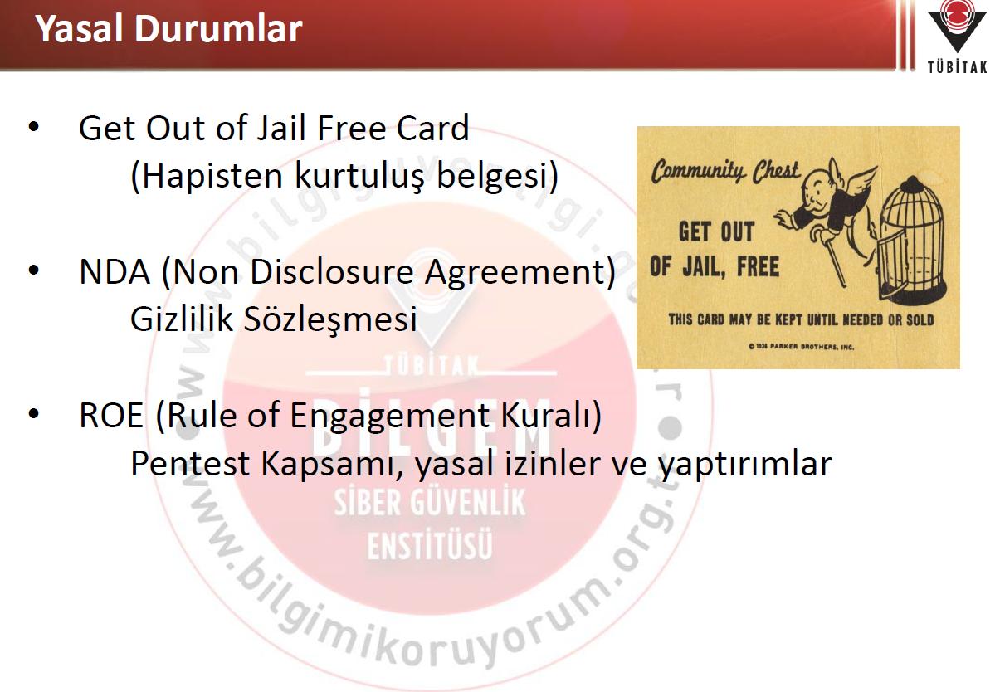 Yasal Durumlar
TÜBİTAK
• Get Out of Jail Free Card
(Hapisten kurtuluş belgesi)
• NDA (Non Disclosure Agreement)
Gizlilik Sözleşmesi
• ROE (Rule of Engagement Kuralı)
Pentest Kapsamı, yasal izinler ve yaptırımlar
Community Chest
GET OUT
OF JAIL, FREE
THIS CARD MAY BE KEPT UNTIL NEEDED OR SOLD
© 1936 PARKER BROTHERS, INC.
TÜBİTAK
BİLGEM
SİBER GÜVENLİK
ENSTİTÜSÜ
www.bilgimikoruyorum.org.tr